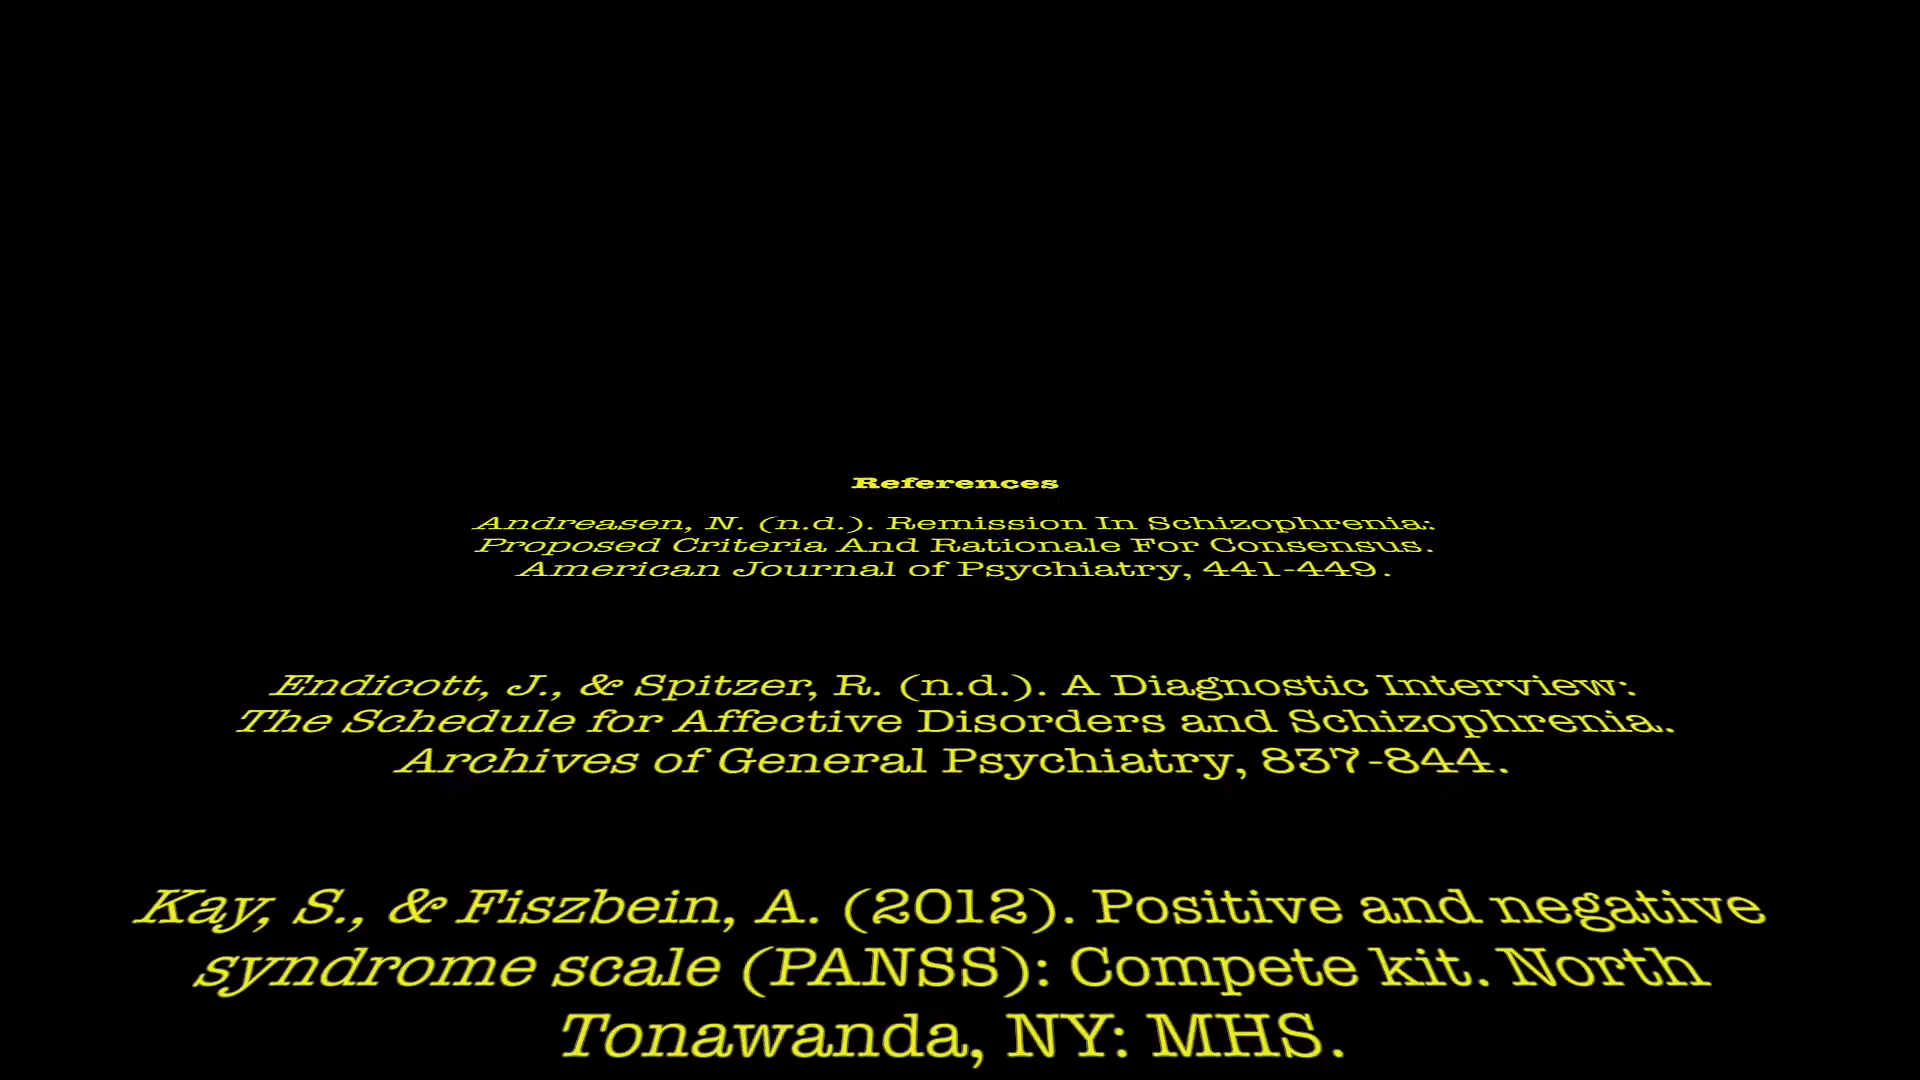 References
Andreasen, N. (n.d.). Remission In Schizophrenia:
Proposed Criteria And Rationale For Consensus.
American Journal of Psychiatry, 441-449.
Endicott, J., & Spitzer, R. (n.d.). A Diagnostic Interview:
The Schedule for Affective Disorders and Schizophrenia.
Archives of General Psychiatry, 837-844.
Kay, S., & Fiszbein, A. (2012). Positive and negative
syndrome scale (PANSS): Compete kit. North
Tonawanda, NY: MHS.